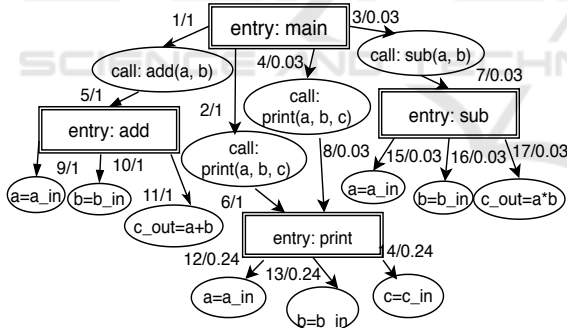 1/1
entry: main
3/0.03
call: add(a, b)
4/0.03
call: sub(a, b)
5/1
2/1
call:
print(a, b, c)
7/0.03
entry: add
call:
print(a, b, c)
8/0.03
entry: sub
9/1
10/1
11/1
15/0.03
16/0.03
17/0.03
a=a_in
b=b_in
c_out=a+b
6/1
a=a_in
b=b_in
c_out=a*b
entry: print
12/0.24
13/0.24
14/0.24
a=a_in
b=b_in
c=c_in